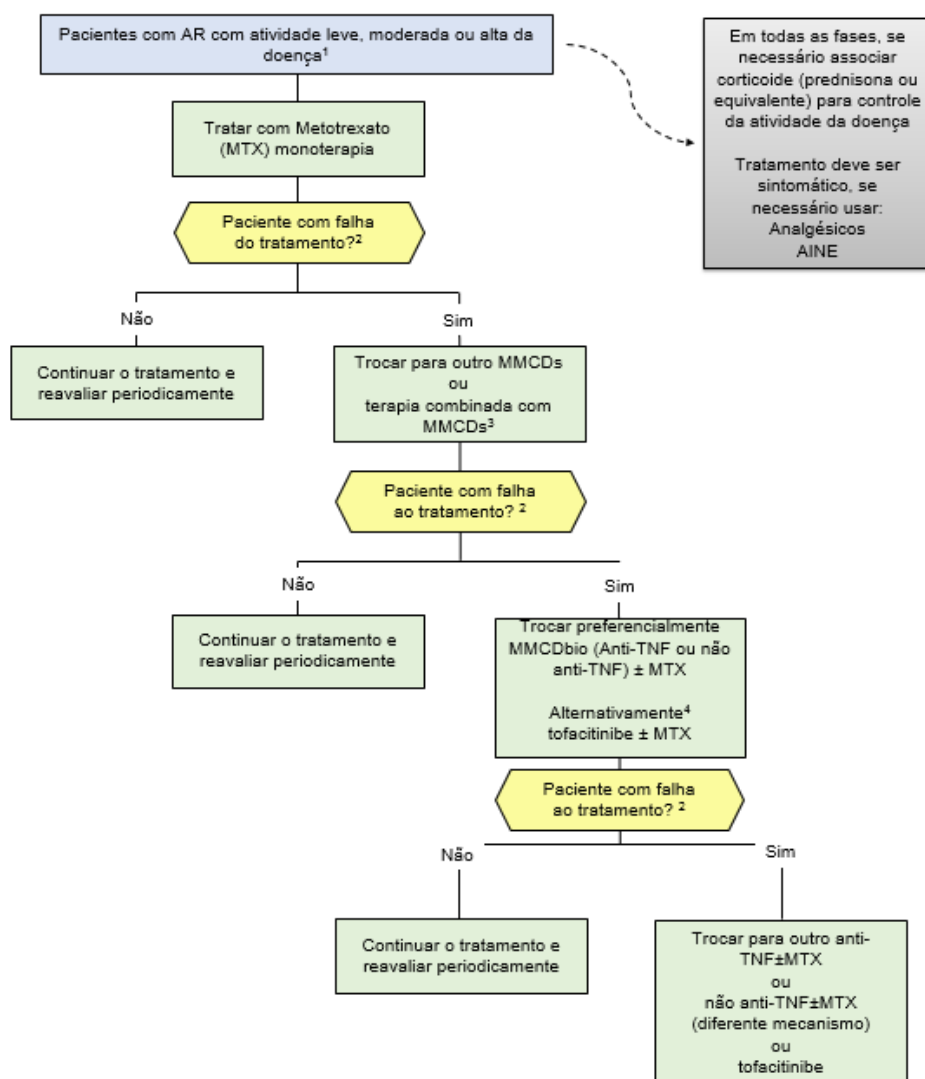 Pacientes com AR com atividade leve, moderada ou alta da
doença¹
Em todas as fases, se
necessário associar
corticoide (prednisona ou
equivalente) para controle
da atividade da doença
Tratamento deve ser
sintomático, se
necessário usar:
Analgésicos
AINE
Tratar com Metotrexato
(MTX) monoterapia
Paciente com falha
do tratamento?²
Não
Sim
Continuar o tratamento e
reavaliar periodicamente
Trocar para outro MMCDs
ou
terapia combinada com
MMCDs³
Paciente com falha
ao tratamento? ²
Não
Sim
Continuar o tratamento e
reavaliar periodicamente
Trocar preferencialmente
MMCDbio (Anti-TNF ou não
anti-TNF) ± MTX
Alternativamente⁴
tofacitinibe ± MTX
Paciente com falha
ao tratamento? ²
Não
Sim
Continuar o tratamento e
reavaliar periodicamente
Trocar para outro anti-
TNF±MTX
ou
não anti-TNF±MTX
(diferente mecanismo)
ou
tofacitinibe